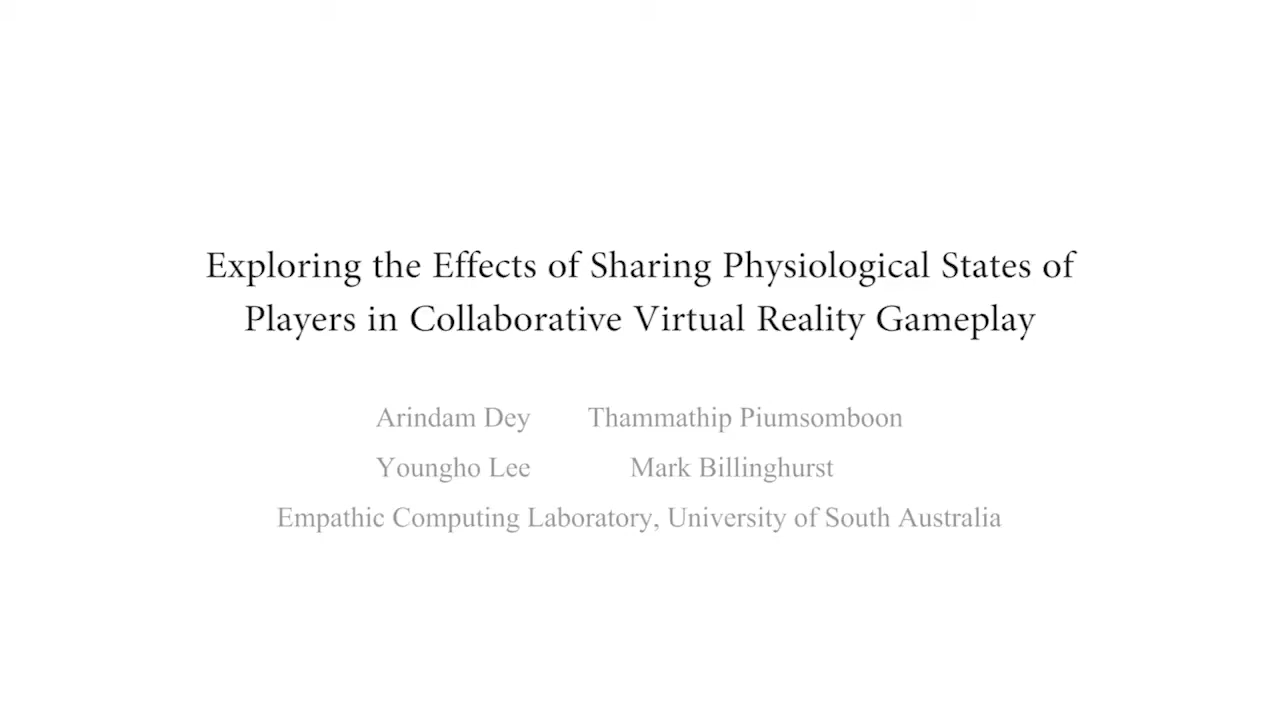 Exploring the Effects of Sharing Physiological States of
Players in Collaborative Virtual Reality Gameplay
Arindam Dey Thammathip Piumsomboon
Youngho Lee Mark Billinghurst
Empathic Computing Laboratory, University of South Australia